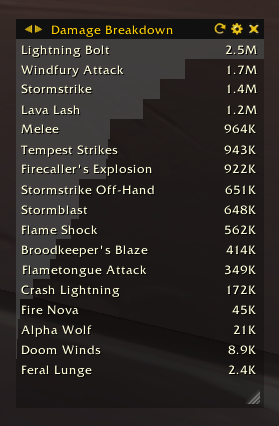 Damage Breakdown
Lightning Bolt 2.5M
Windfury Attack 1.7M
Stormstrike 1.4M
Lava Lash 1.2M
Melee 964K
Tempest Strikes 943K
Firecaller's Explosion 922K
Stormstrike Off-Hand 651K
Stormblast 648K
Flame Shock 562K
Broodkeeper's Blaze 414K
Flametongue Attack 349K
Crash Lightning 172K
Fire Nova 45K
Alpha Wolf 21K
Doom Winds 8.9K
Feral Lunge 2.4K